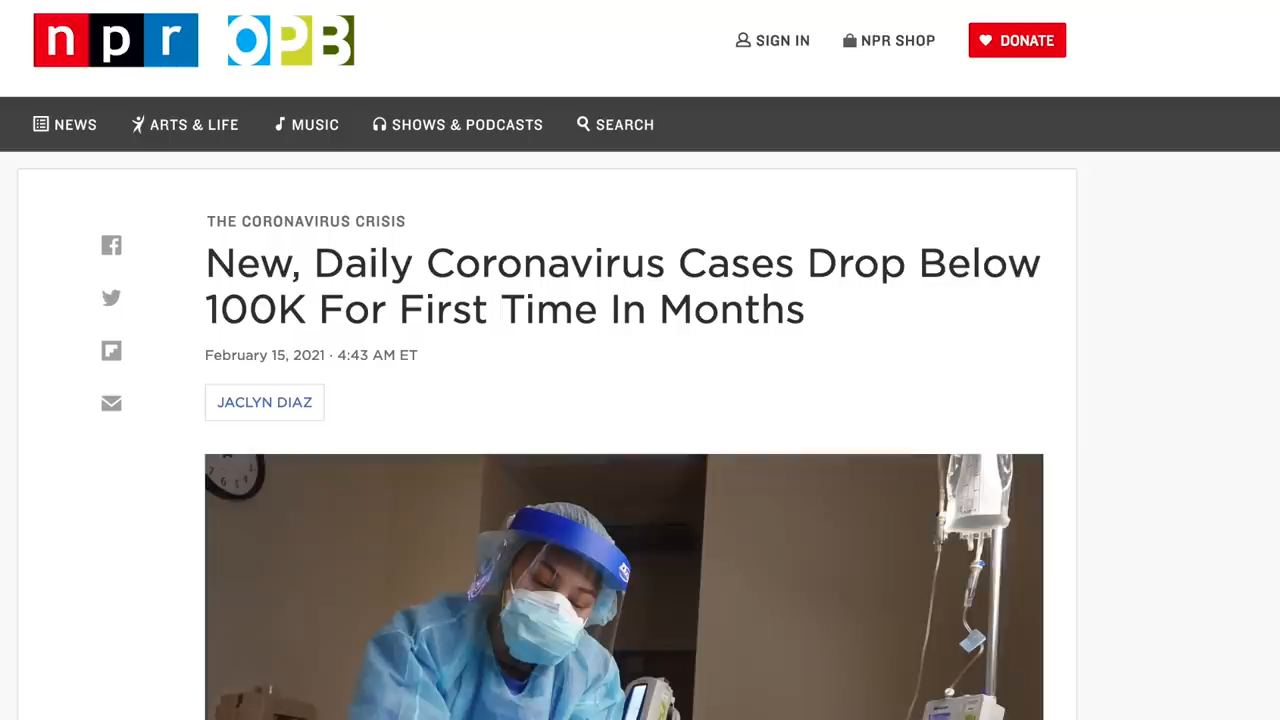 npr OPB
SIGN IN NPR SHOP DONATE
NEWS ARTS & LIFE MUSIC SHOWS & PODCASTS SEARCH
THE CORONAVIRUS CRISIS
New, Daily Coronavirus Cases Drop Below
100K For First Time In Months
February 15, 2021 · 4:43 AM ET
JACLYN DIAZ